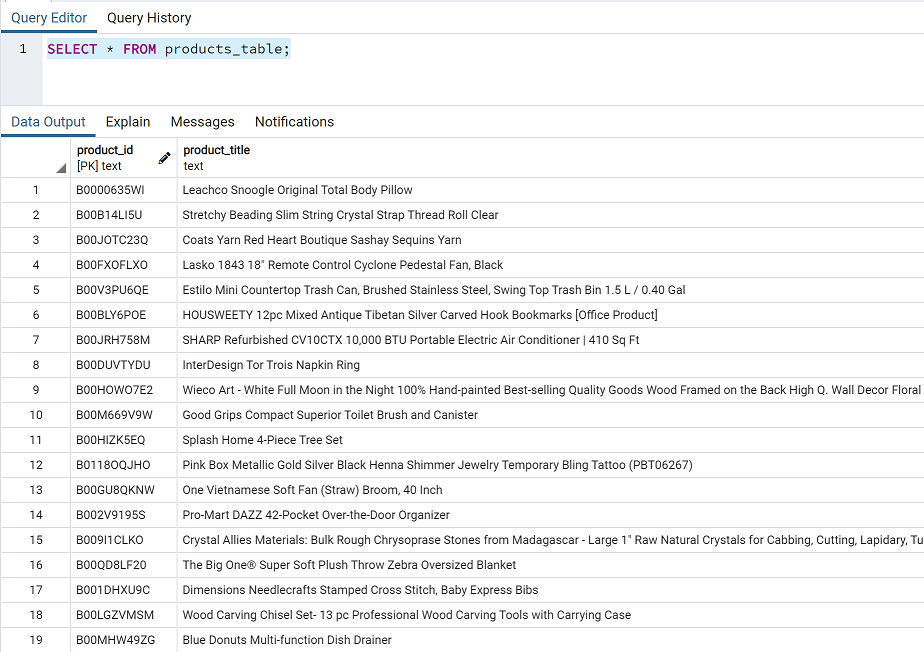 Query Editor Query History
1 SELECT * FROM products_table;
Data Output Explain Messages Notifications
product_id product_title
[PK] text text
1 B0000635WI Leachco Snoogle Original Total Body Pillow
2 B00B14LI5U Stretchy Beading Slim String Crystal Strap Thread Roll Clear
3 B00JOTC23Q Coats Yarn Red Heart Boutique Sashay Sequins Yarn
4 B00FXOFLXO Lasko 1843 18" Remote Control Cyclone Pedestal Fan, Black
5 B00V3PU6QE Estilo Mini Countertop Trash Can, Brushed Stainless Steel, Swing Top Trash Bin 1.5 L / 0.40 Gal
6 B00BLY6POE HOUSWEETY 12pc Mixed Antique Tibetan Silver Carved Hook Bookmarks [Office Product]
7 B00JRH758M SHARP Refurbished CV10CTX 10,000 BTU Portable Electric Air Conditioner | 410 Sq Ft
8 B00DUVTYDU InterDesign Tor Trois Napkin Ring
9 B00HOWO7E2 Wieco Art - White Full Moon in the Night 100% Hand-painted Best-selling Quality Goods Wood Framed on the Back High Q. Wall Decor Floral
10 B00M669V9W Good Grips Compact Superior Toilet Brush and Canister
11 B00HIZK5EQ Splash Home 4-Piece Tree Set
12 B0118OQJHO Pink Box Metallic Gold Silver Black Henna Shimmer Jewelry Temporary Bling Tattoo (PBT06267)
13 B00GU8QKNW One Vietnamese Soft Fan (Straw) Broom, 40 Inch
14 B002V9195S Pro-Mart DAZZ 42-Pocket Over-the-Door Organizer
15 B009I1CLKO Crystal Allies Materials: Bulk Rough Chrysoprase Stones from Madagascar - Large 1" Raw Natural Crystals for Cabbing, Cutting, Lapidary, Tu
16 B00QD8LF20 The Big One® Super Soft Plush Throw Zebra Oversized Blanket
17 B001DHXU9C Dimensions Needlecrafts Stamped Cross Stitch, Baby Express Bibs
18 B00LGZVMSM Wood Carving Chisel Set- 13 pc Professional Wood Carving Tools with Carrying Case
19 B00MHW49ZG Blue Donuts Multi-function Dish Drainer